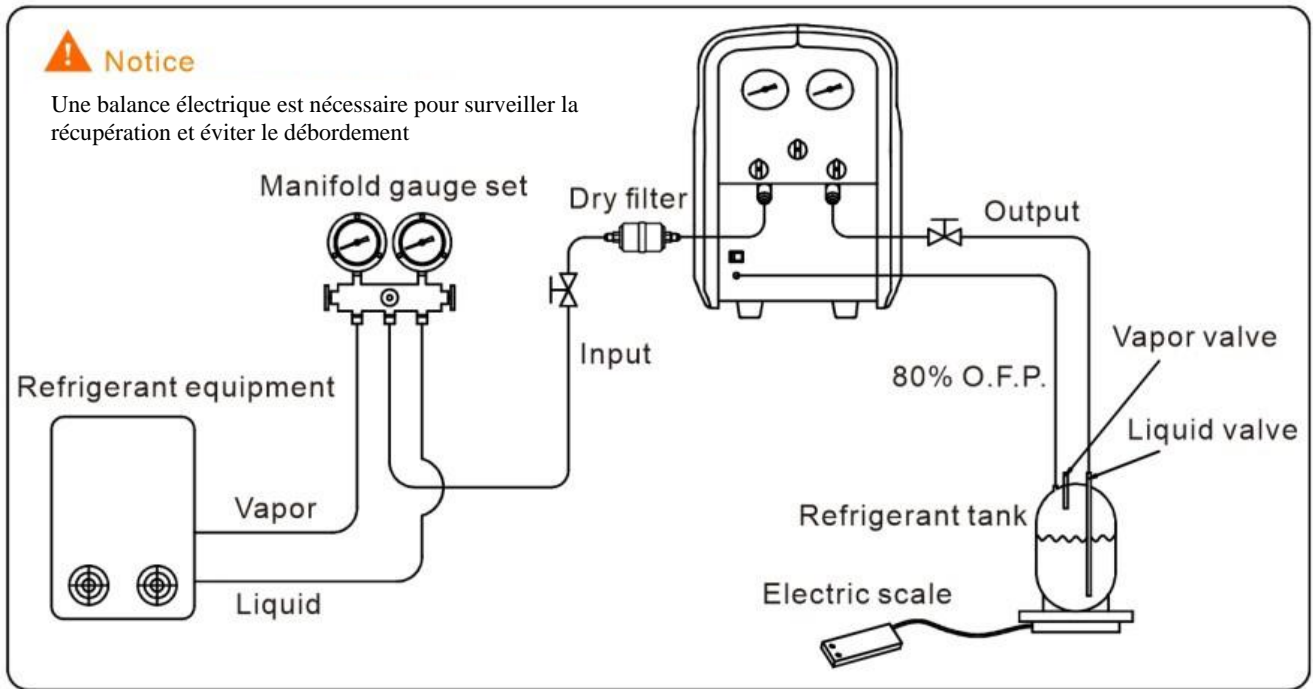 Notice
Une balance électrique est nécessaire pour surveiller la
récupération et éviter le débordement
Manifold gauge set
Dry filter
Output
Input
Vapor valve
80% O.F.P.
Refrigerant equipment
Liquid valve
Vapor
Refrigerant tank
Liquid
Electric scale